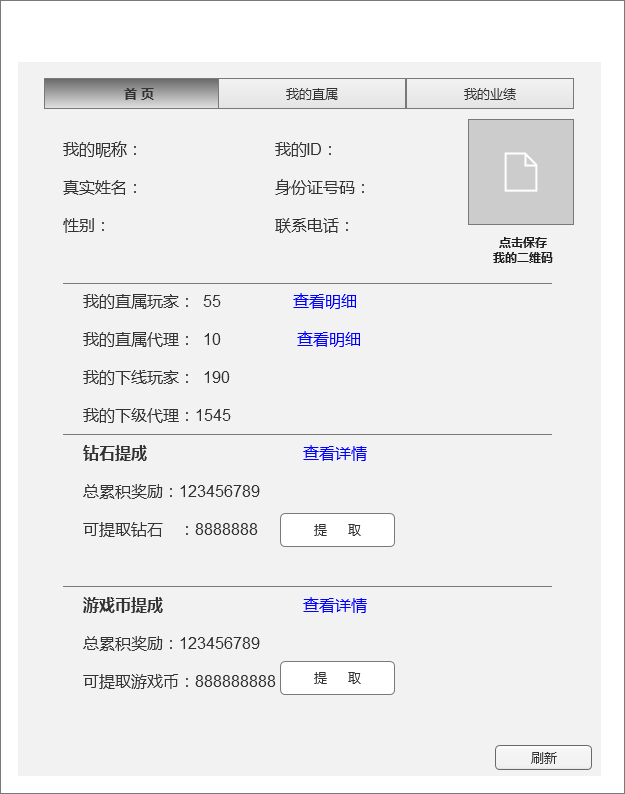 首 页 我的直属 我的业绩
我的昵称： 我的ID：
真实姓名： 身份证号码：
性别： 联系电话：
点击保存
我的二维码
我的直属玩家： 55 查看明细
我的直属代理： 10 查看明细
我的下线玩家： 190
我的下级代理：1545
钻石提成 查看详情
总累积奖励：123456789
可提取钻石 ：8888888 提 取
游戏币提成 查看详情
总累积奖励：123456789
可提取游戏币：888888888 提 取
刷新